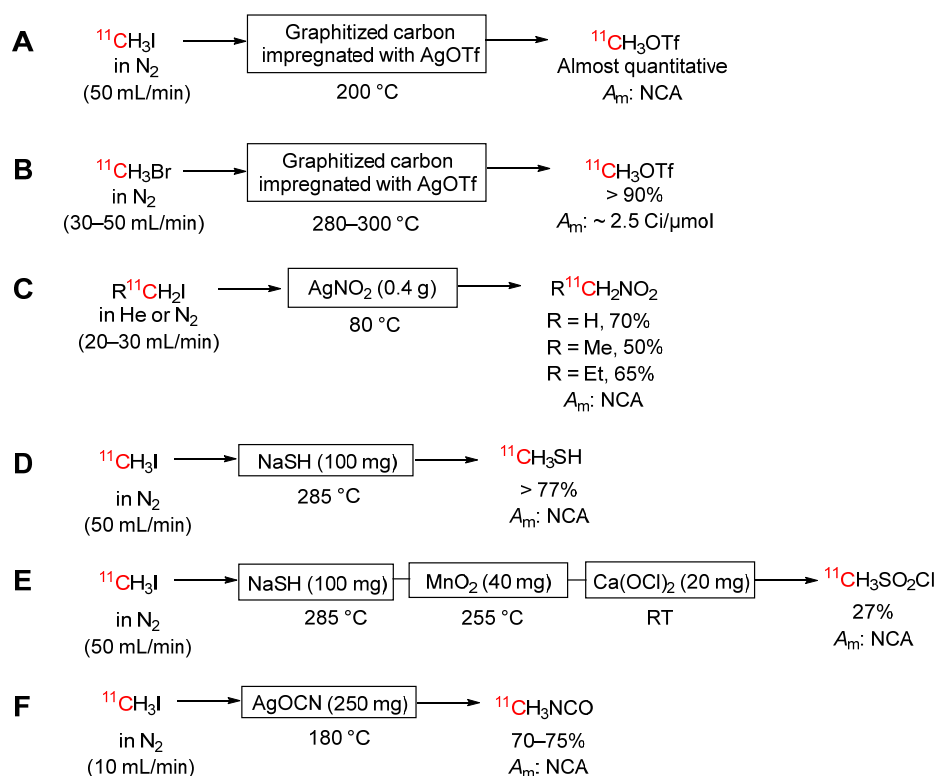 A
¹¹CH₃I
in N₂
(50 mL/min)
Graphitized carbon
impregnated with AgOTf
200 °C
¹¹CH₃OTf
Almost quantitative
Aₘ: NCA
B
¹¹CH₃Br
in N₂
(30–50 mL/min)
Graphitized carbon
impregnated with AgOTf
280–300 °C
¹¹CH₃OTf
> 90%
Aₘ: ~ 2.5 Ci/μmol
C
R¹¹CH₂I
in He or N₂
(20–30 mL/min)
AgNO₂ (0.4 g)
80 °C
R¹¹CH₂NO₂
R = H, 70%
R = Me, 50%
R = Et, 65%
Aₘ: NCA
D
¹¹CH₃I
in N₂
(50 mL/min)
NaSH (100 mg)
285 °C
¹¹CH₃SH
> 77%
Aₘ: NCA
E
¹¹CH₃I
in N₂
(50 mL/min)
NaSH (100 mg)
285 °C
MnO₂ (40 mg)
255 °C
Ca(OCl)₂ (20 mg)
RT
¹¹CH₃SO₂Cl
27%
Aₘ: NCA
F
¹¹CH₃I
in N₂
(10 mL/min)
AgOCN (250 mg)
180 °C
¹¹CH₃NCO
70–75%
Aₘ: NCA